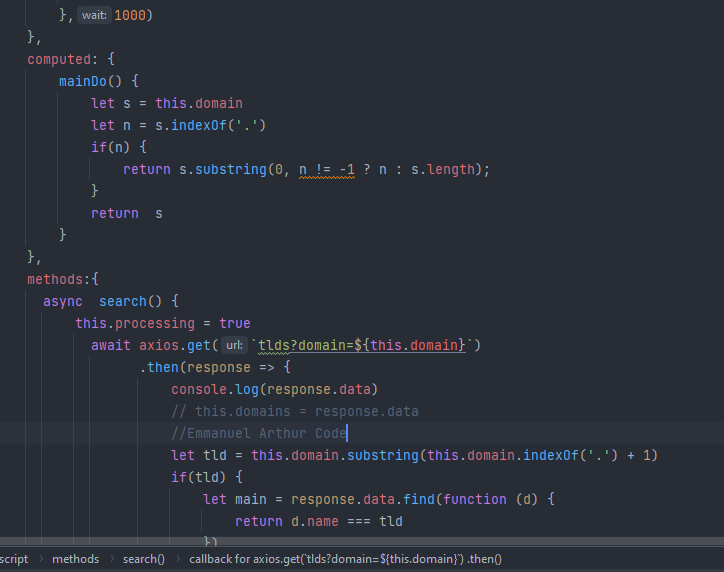 }, wait: 1000)
},
computed: {
mainDo() {
let s = this.domain
let n = s.indexOf('.')
if(n) {
return s.substring(0, n != -1 ? n : s.length);
}
return  s
}
},
methods:{
async  search() {
this.processing = true
await axios.get( url: `tlds?domain=${this.domain}`)
.then(response => {
console.log(response.data)
// this.domains = response.data
//Emmanuel Arthur Code
let tld = this.domain.substring(this.domain.indexOf('.') + 1)
if(tld) {
let main = response.data.find(function (d) {
return d.name === tld
})
script › methods › search() › callback for axios.get(`tlds?domain=${this.domain}`) .then()